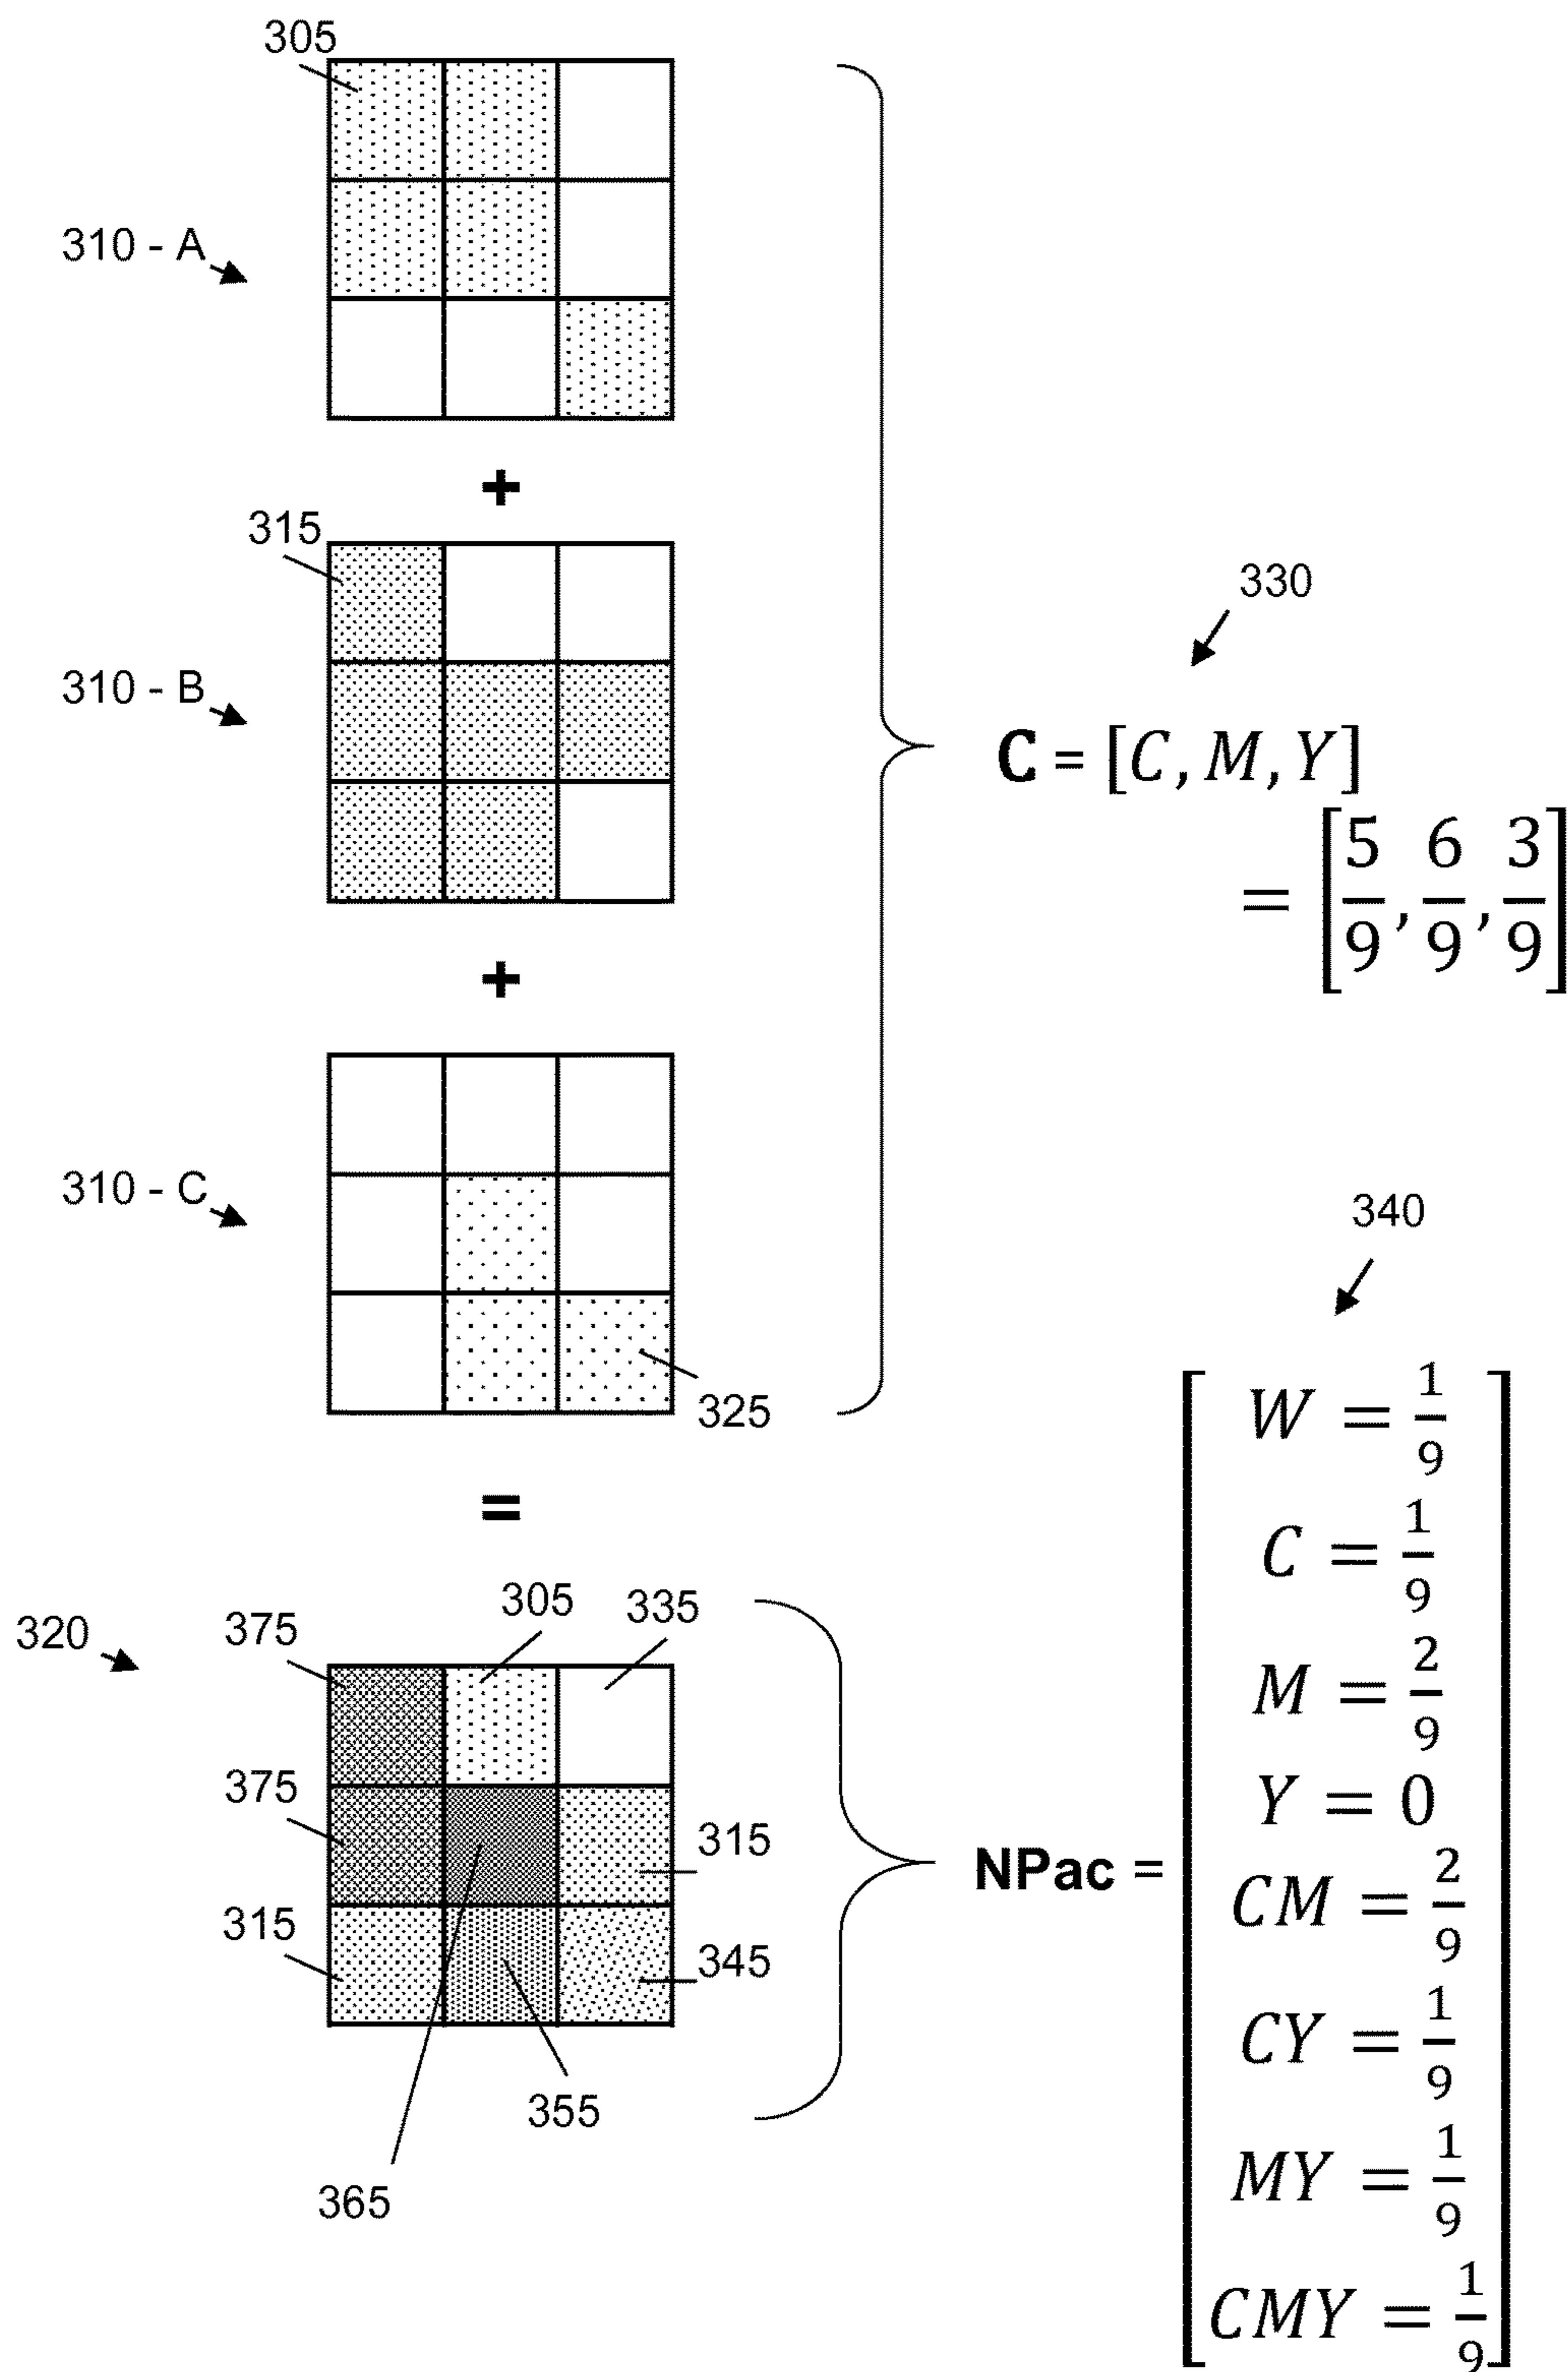 305
310 - A
+
315
310 - B
+
310 - C
325
=
330
C = [C, M, Y]
= [5/9, 6/9, 3/9]
340
320
375
305
335
375
315
315
345
355
365
NPac =
W = 1/9
C = 1/9
M = 2/9
Y = 0
CM = 2/9
CY = 1/9
MY = 1/9
CMY = 1/9